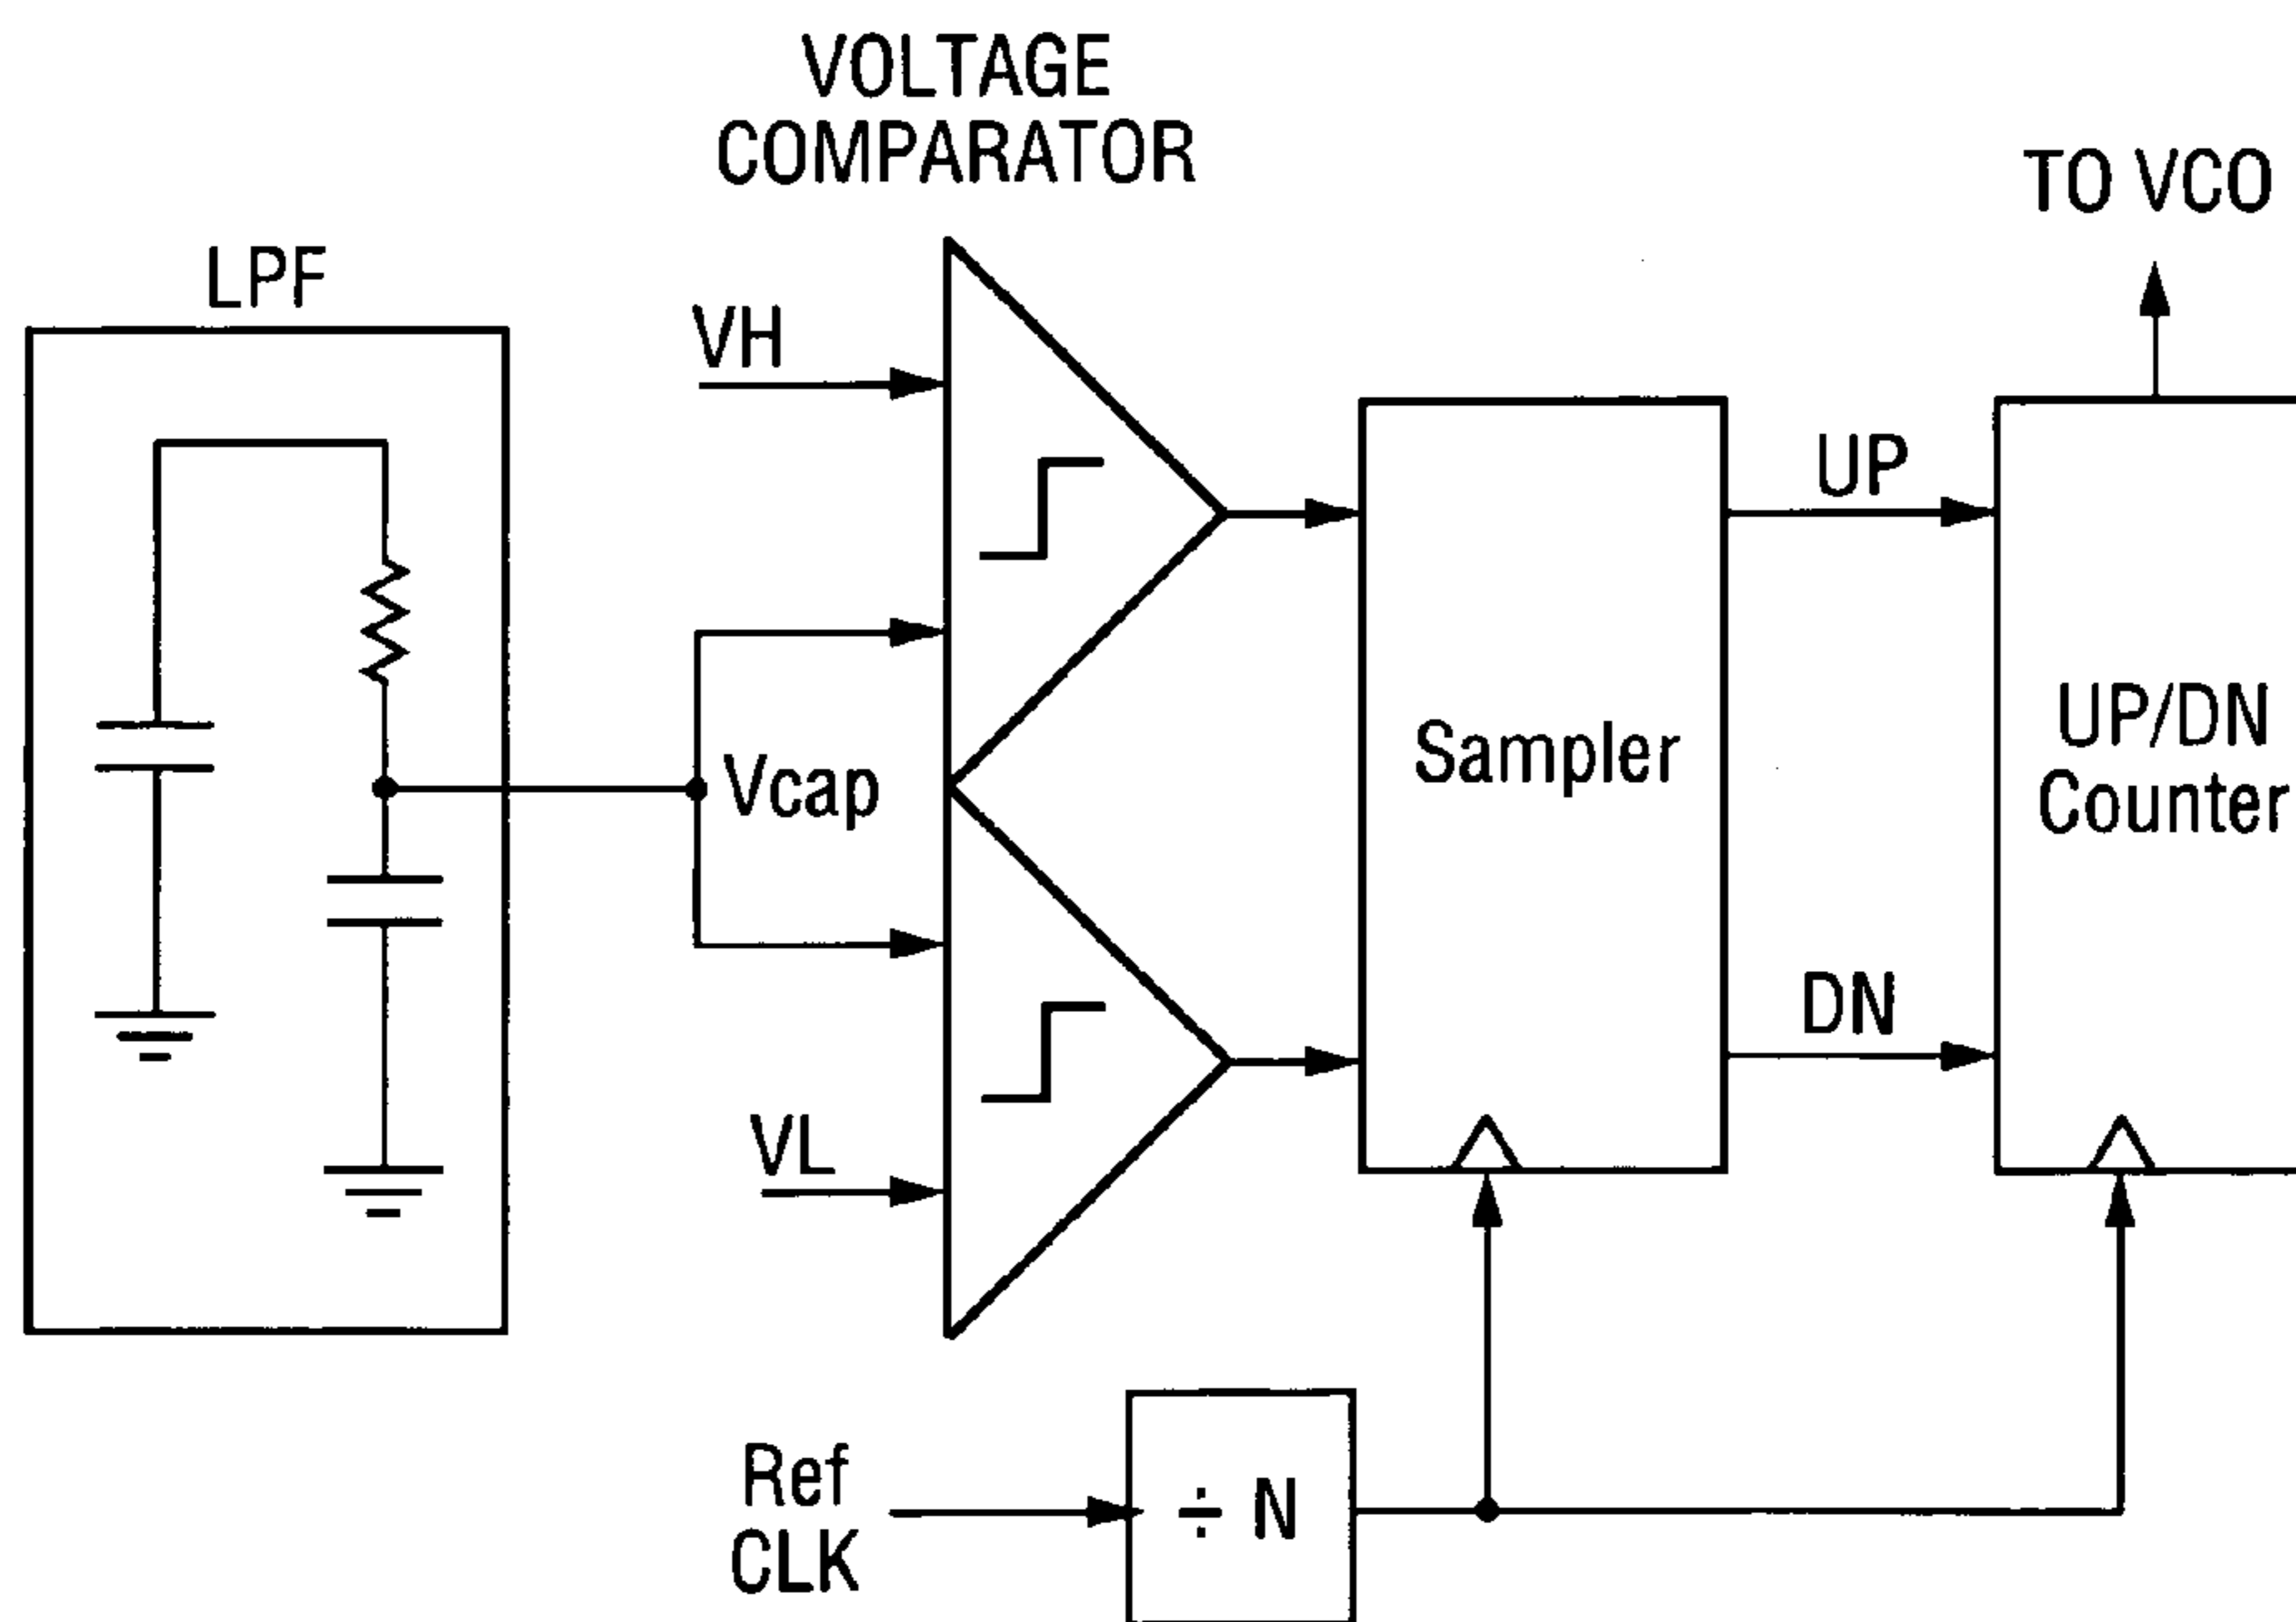 VOLTAGE
COMPARATOR
TO VCO
LPF
VH
UP
Vcap
Sampler
UP/DN
Counter
DN
VL
Ref
CLK
÷ N